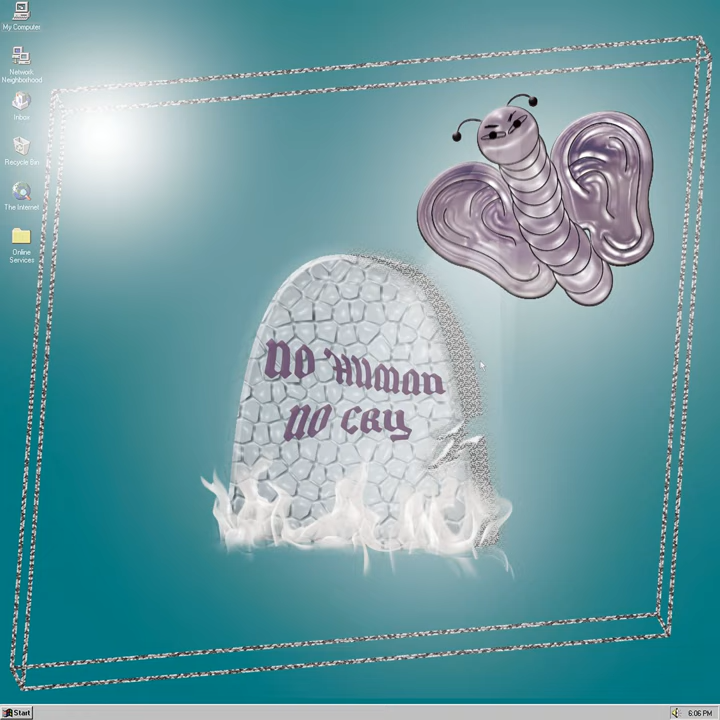 My Computer
Network
Neighborhood
Inbox
Recycle Bin
The Internet
Online
Services
NO HUMAN
NO CRY
Start
6:06 PM